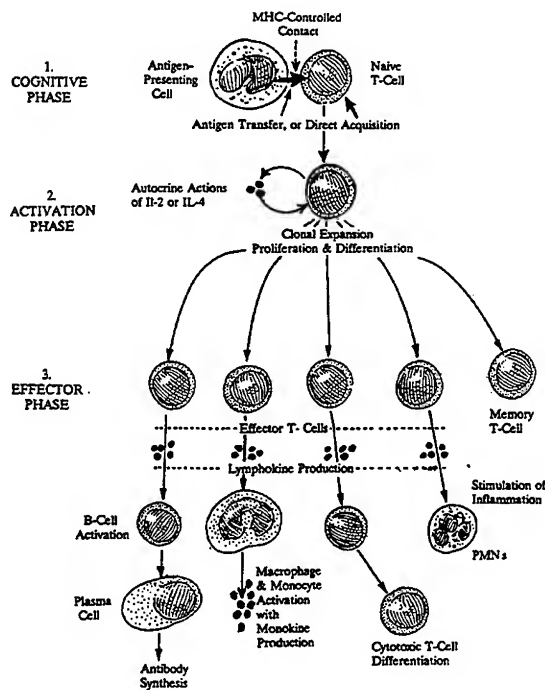 MHC-Controlled
Contact
1.
COGNITIVE
PHASE
Antigen-
Presenting
Cell
Naive
T-Cell
Antigen Transfer, or Direct Acquisition
2.
ACTIVATION
PHASE
Autocrine Actions
of Il-2 or IL-4
Clonal Expansion
Proliferation & Differentiation
3.
EFFECTOR
PHASE
Memory
T-Cell
Effector T- Cells
Lymphokine Production
Stimulation of
Inflammation
B-Cell
Activation
PMNs
Plasma
Cell
Macrophage
& Monocyte
Activation
with
Monokine
Production
Cytotoxic T-Cell
Differentiation
Antibody
Synthesis